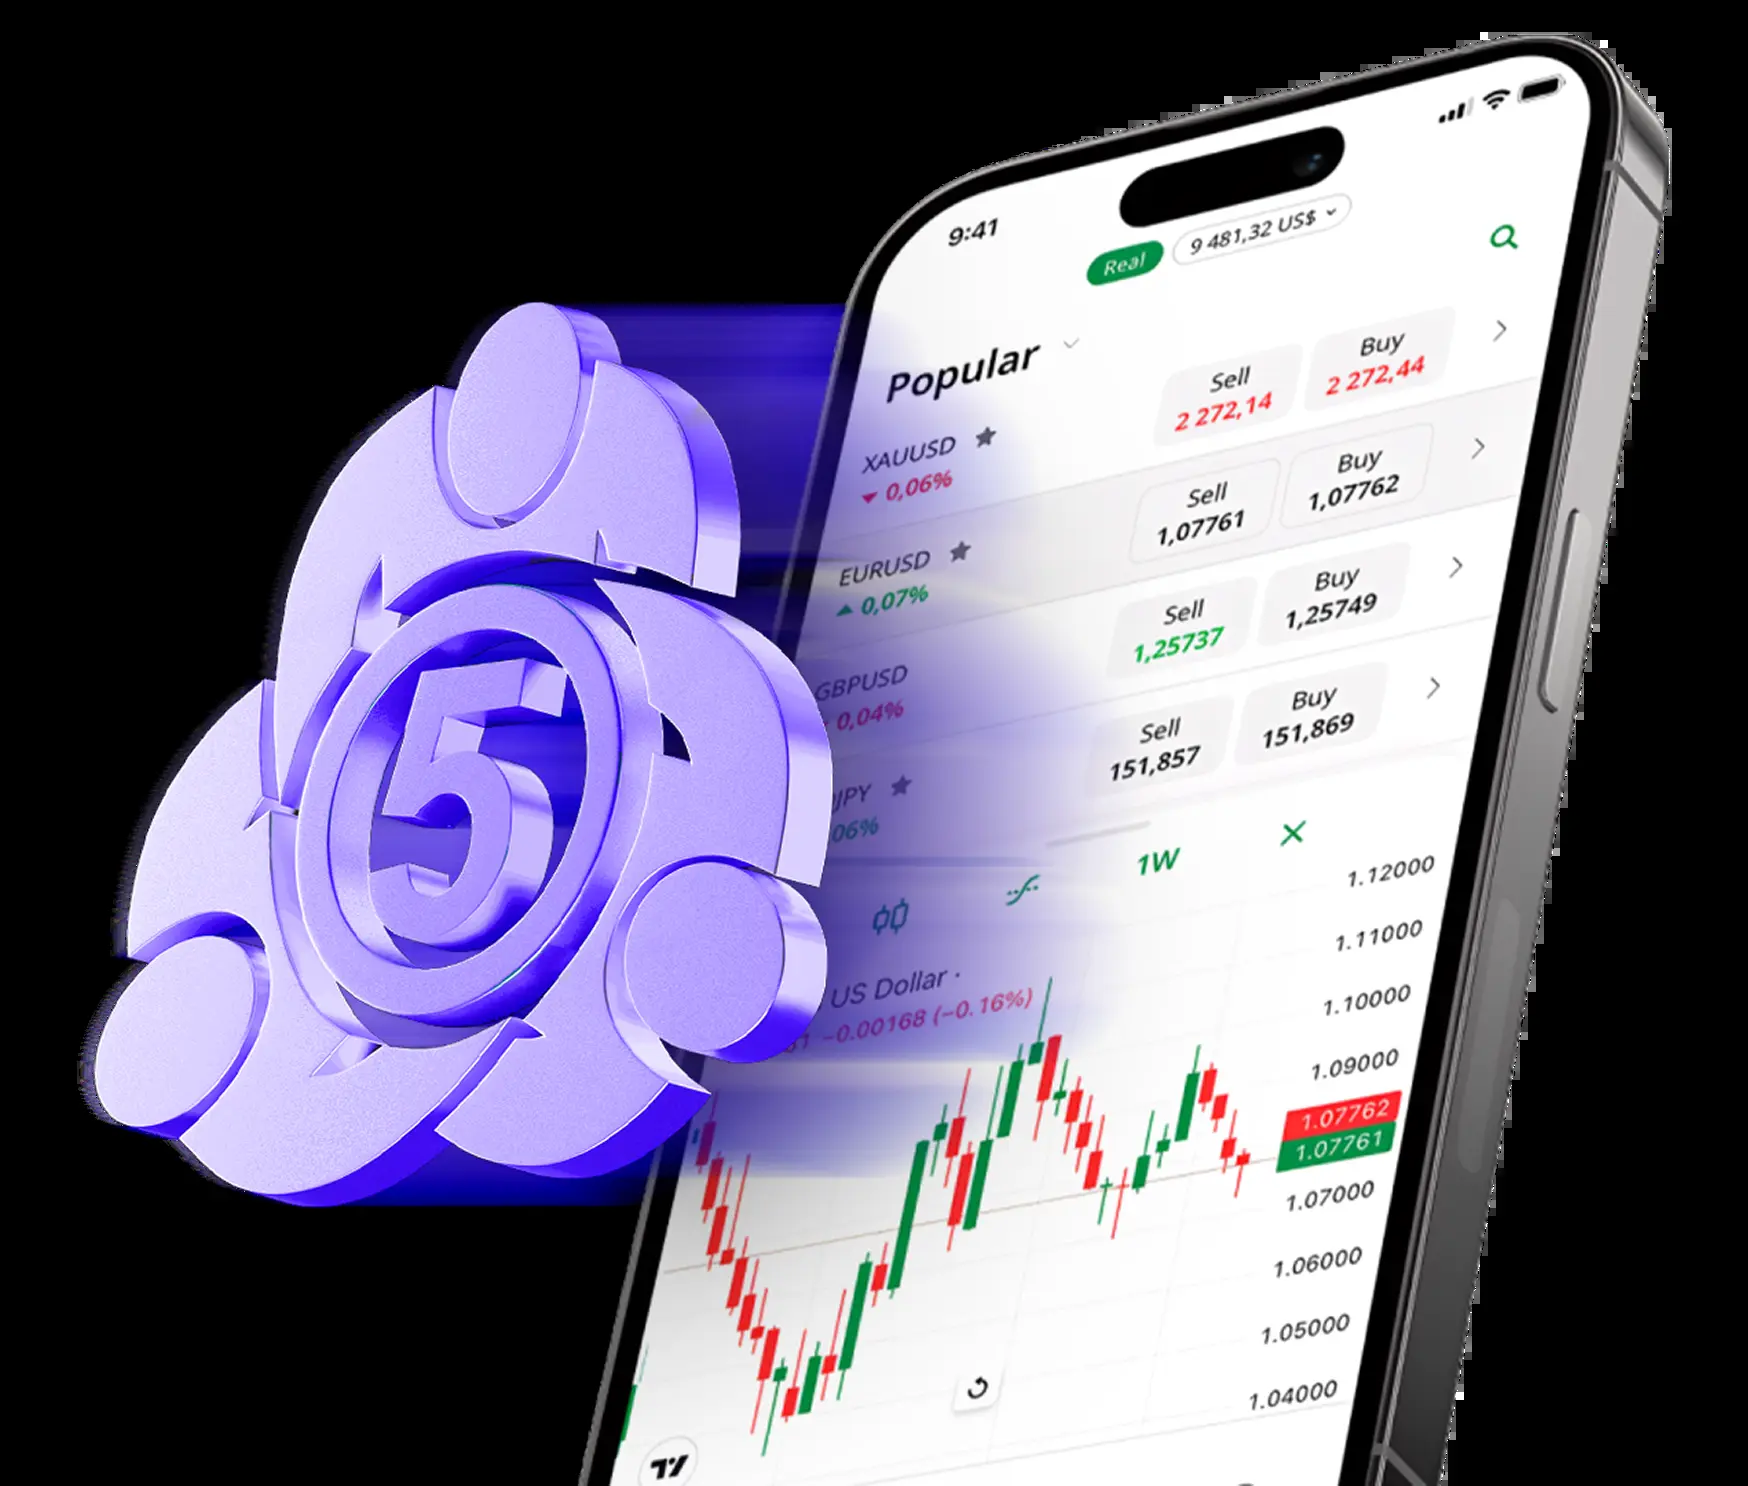 9:41
Real
9 481,32 US$
Popular
XAUUSD
0,06%
Sell
2 272,14
Buy
2 272,44
EURUSD
0,07%
Sell
1,07761
Buy
1,07762
GBPUSD
0,04%
Sell
1,25737
Buy
1,25749
JPY
06%
Sell
151,857
Buy
151,869
1W
US Dollar ·
−0.00168 (−0.16%)
1.12000
1.11000
1.10000
1.09000
1.07762
1.07761
1.07000
1.06000
1.05000
1.04000
5